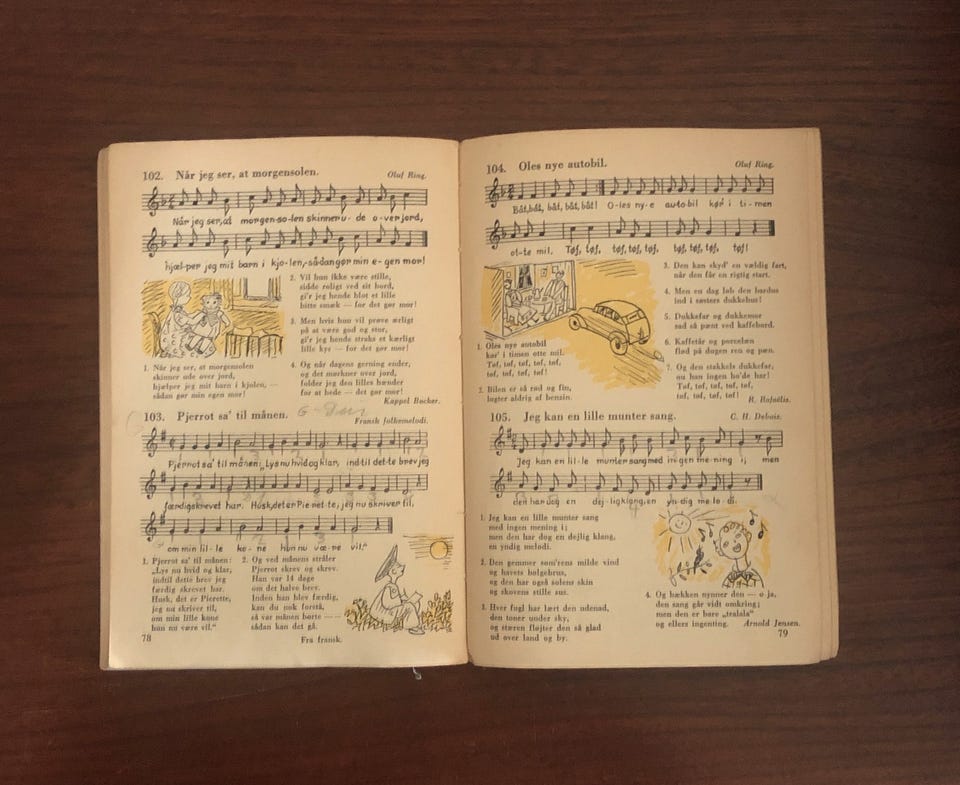 102. Når jeg ser, at morgensolen.
Oluf Ring.
Når jeg ser, at morgen-so-len skinner u- de o-ver jord,
hjæl-per jeg mit barn i kjo-len,- sådan gør min e-gen mor!
1. Når jeg ser, at morgensolen
skinner ude over jord,
hjælper jeg mit barn i kjolen, —
sådan gør min egen mor!
2. Vil hun ikke være stille,
sidde roligt ved sit bord,
gi'r jeg hende blot et lille
bitte smæk — for det gør mor!
3. Men hvis hun vil prøve ærligt
på at være god og stor,
gi'r jeg hende straks et kærligt
lille kys — for det gør mor!
4. Og når dagens gerning ender,
og det mørkner over jord,
folder jeg den lilles hænder
for at bede — det gør mor!
Kappel Bøcker.
103. Pjerrot sa' til månen.
Fransk folkemelodi.
Pjerrot sa' til månen: Lys nu hvid og klar, ind-til det-te brev jeg
færdigskrevet har. Husk, det er Pie-ret-te, jeg nu skriver til,
om min lil-le ko-ne hun nu væ-re vil."
1. Pjerrot sa' til månen:
„Lys nu hvid og klar,
indtil dette brev jeg
færdig skrevet har.
Husk, det er Pierette,
jeg nu skriver til,
om min lille kone
hun nu være vil."
2. Og ved månens stråler
Pjerrot skrev og skrev.
Han var 14 dage
om det halve brev.
Inden han blev færdig,
kan du nok forstå,
så var månen borte —
sådan kan det gå.
78
Fra fransk.
104. Oles nye autobil.
Oluf Ring.
Båt, båt, båt, båt, båt! O-les ny-e autobil kør' i ti-men
ot-te mil. Tøf, tøf, tøf, tøf, tøf, tøf, tøf, tøf, tøf!
1. Oles nye autobil
kør' i timen otte mil.
Tøf, tøf, tøf, tøf,
tøf, tøf, tøf, tøf!
2. Bilen er så rød og fin,
lugter aldrig af benzin.
3. Den kan skyd' en vældig fart,
når den får en rigtig start.
4. Men en dag løb den bardus
ind i søsters dukkehus!
5. Dukkefar og dukkemor
sad så pænt ved kaffebord.
6. Kaffetår og porcelæn
flød på dugen ren og pæn.
7. Og den stakkels dukkefar,
nu han ingen ho'de har!
Tøf, tøf, tøf, tøf,
tøf, tøf, tøf, tøf!
R. Rafaëlis.
105. Jeg kan en lille munter sang.
C. H. Debois.
Jeg kan en lil-le munter sang med ingen me-ning i; men
den har dog en dej-lig klang, en yn-dig me-lo-di.
1. Jeg kan en lille munter sang
med ingen mening i;
men den har dog en dejlig klang,
en yndig melodi.
2. Den gemmer som'rens milde vind
og havets bølgebrus,
og den har også solens skin
og skovens stille sus.
3. Hver fugl har lært den udenad,
den toner under sky,
og stæren fløjter den så glad
ud over land og by.
4. Og bækken nynner den — o ja,
den sang går vidt omkring;
men den er bare „tralala"
og ellers ingenting.
Arnold Jensen.
79